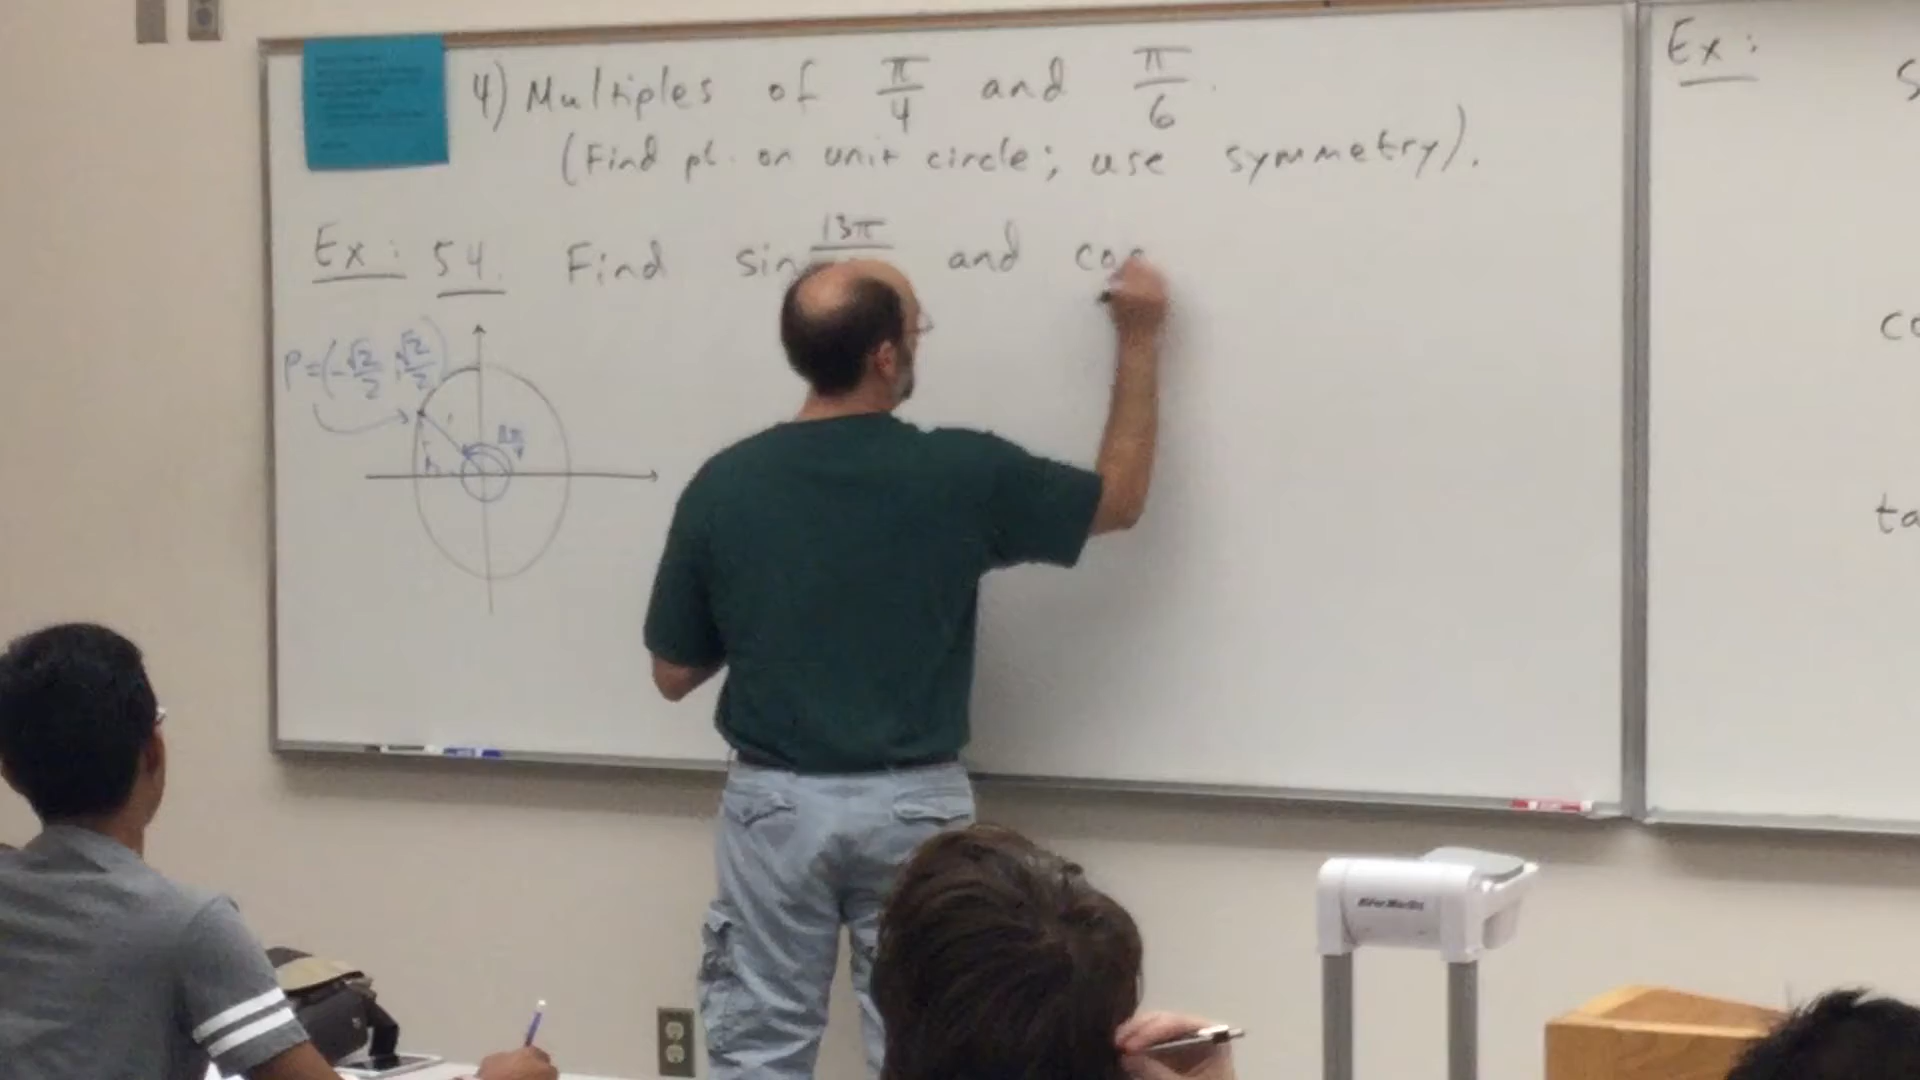 4) Multiples of π/4 and π/6.
(Find pt. on unit circle; use symmetry).
Ex: 54. Find sin 13π and cos
P=(-√2/2, √2/2)
Ex:
AVerMedia